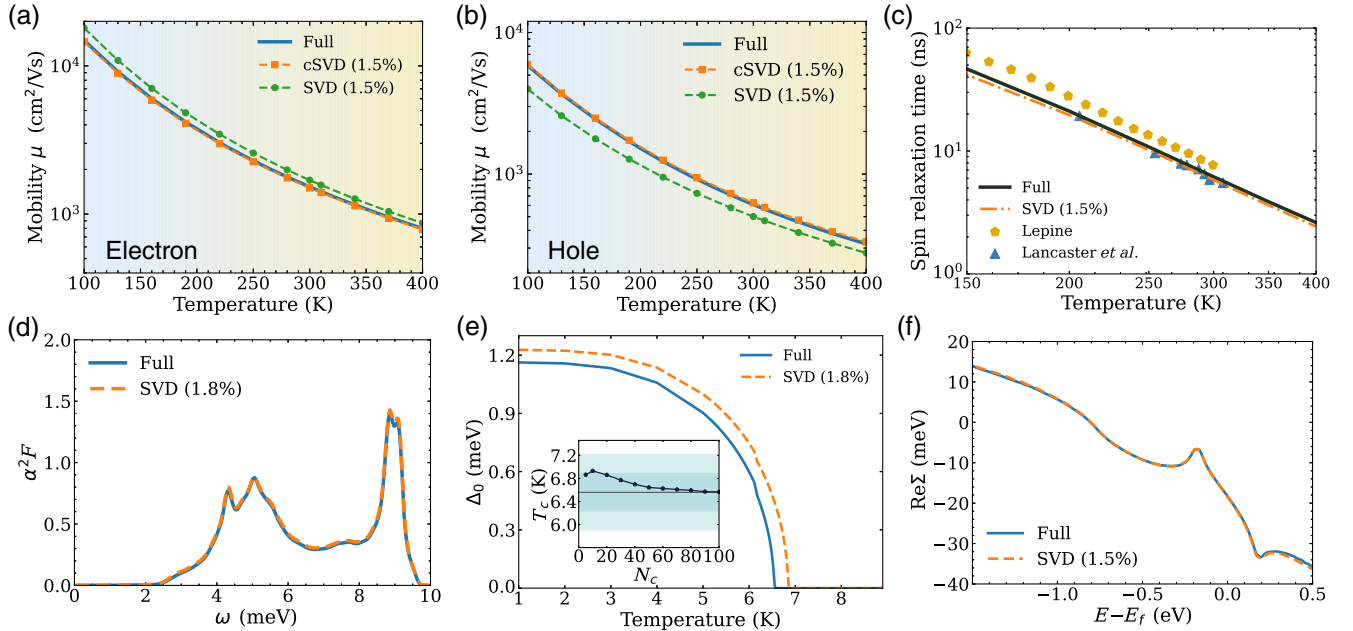 (a)
Mobility μ (cm²/Vs)
10⁴
10³
Full
cSVD (1.5%)
SVD (1.5%)
Electron
100 150 200 250 300 350 400
Temperature (K)
(b)
Mobility μ (cm²/Vs)
10⁴
10³
Full
cSVD (1.5%)
SVD (1.5%)
Hole
100 150 200 250 300 350 400
Temperature (K)
(c)
Spin relaxation time (ns)
10²
10¹
10⁰
Full
SVD (1.5%)
Lepine
Lancaster et al.
150 200 250 300 350 400
Temperature (K)
(d)
α²F
2.0
1.5
1.0
0.5
0.0
Full
SVD (1.8%)
0 2 4 6 8 10
ω (meV)
(e)
Δ₀ (meV)
1.2
0.9
0.6
0.3
0.0
Full
SVD (1.8%)
T_c (K)
7.2
6.6
6.0
0 20 40 60 80 100
N_c
1 2 3 4 5 6 7 8
Temperature (K)
(f)
ReΣ (meV)
20
10
0
−10
−20
−30
−40
Full
SVD (1.5%)
−1.0 −0.5 0.0 0.5
E−E_f (eV)